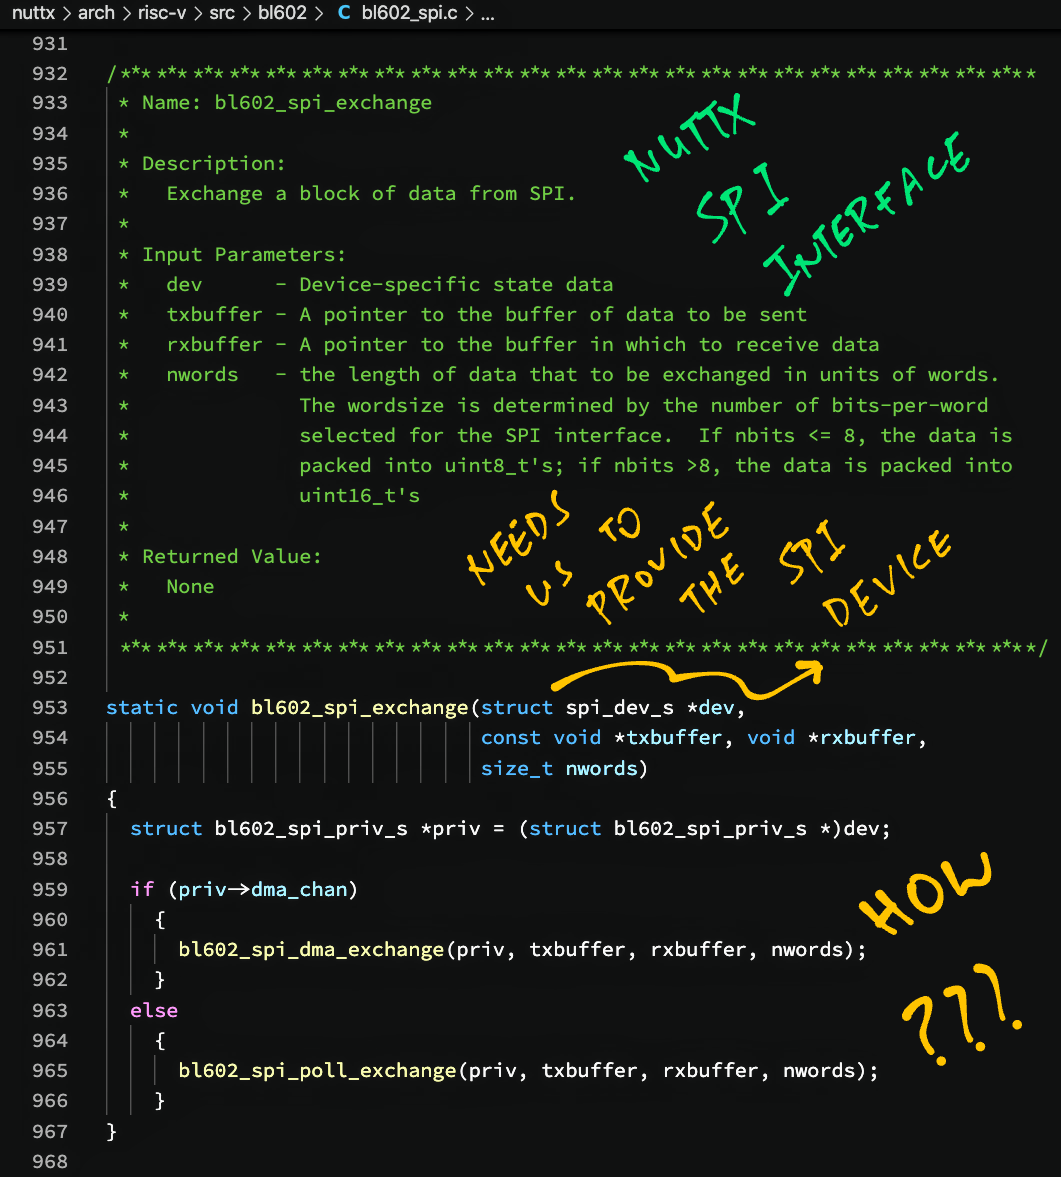 nuttx > arch > risc-v > src > bl602 > C bl602_spi.c > ...
931
932 /****************************************************************************
933 * Name: bl602_spi_exchange
934 *
935 * Description:
936 *   Exchange a block of data from SPI.
937 *
938 * Input Parameters:
939 *   dev      - Device-specific state data
940 *   txbuffer - A pointer to the buffer of data to be sent
941 *   rxbuffer - A pointer to the buffer in which to receive data
942 *   nwords   - the length of data that to be exchanged in units of words.
943 *              The wordsize is determined by the number of bits-per-word
944 *              selected for the SPI interface.  If nbits <= 8, the data is
945 *              packed into uint8_t's; if nbits >8, the data is packed into
946 *              uint16_t's
947 *
948 * Returned Value:
949 *   None
950 *
951 ****************************************************************************/
952
953 static void bl602_spi_exchange(struct spi_dev_s *dev,
954                                const void *txbuffer, void *rxbuffer,
955                                size_t nwords)
956 {
957   struct bl602_spi_priv_s *priv = (struct bl602_spi_priv_s *)dev;
958
959   if (priv->dma_chan)
960     {
961       bl602_spi_dma_exchange(priv, txbuffer, rxbuffer, nwords);
962     }
963   else
964     {
965       bl602_spi_poll_exchange(priv, txbuffer, rxbuffer, nwords);
966     }
967 }
968
NUTTX
SPI
INTERFACE
NEEDS
US
TO
PROVIDE
THE
SPI
DEVICE
HOW
???